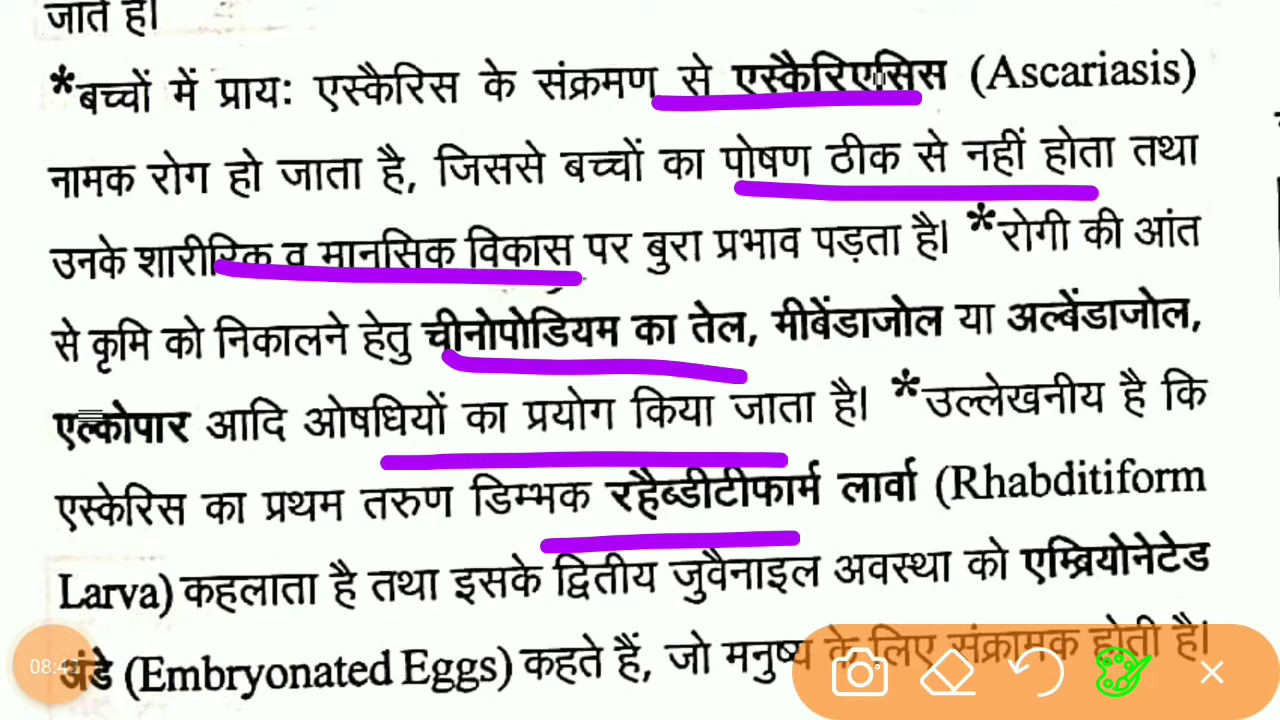 जाते हैं।
*बच्चों में प्रायः एस्कैरिस के संक्रमण से एस्कैरिएसिस (Ascariasis)
नामक रोग हो जाता है, जिससे बच्चों का पोषण ठीक से नहीं होता तथा
उनके शारीरिक व मानसिक विकास पर बुरा प्रभाव पड़ता है। *रोगी की आंत
से कृमि को निकालने हेतु चीनोपोडियम का तेल, मीबेंडाजोल या अल्बेंडाजोल,
एल्कोपार आदि ओषधियों का प्रयोग किया जाता है। *उल्लेखनीय है कि
एस्केरिस का प्रथम तरुण डिम्भक रहैब्डीटीफार्म लार्वा (Rhabditiform
Larva) कहलाता है तथा इसके द्वितीय जुवैनाइल अवस्था को एम्ब्रियोनेटेड
अंडे (Embryonated Eggs) कहते हैं, जो मनुष्य के लिए संक्रामक होती है।